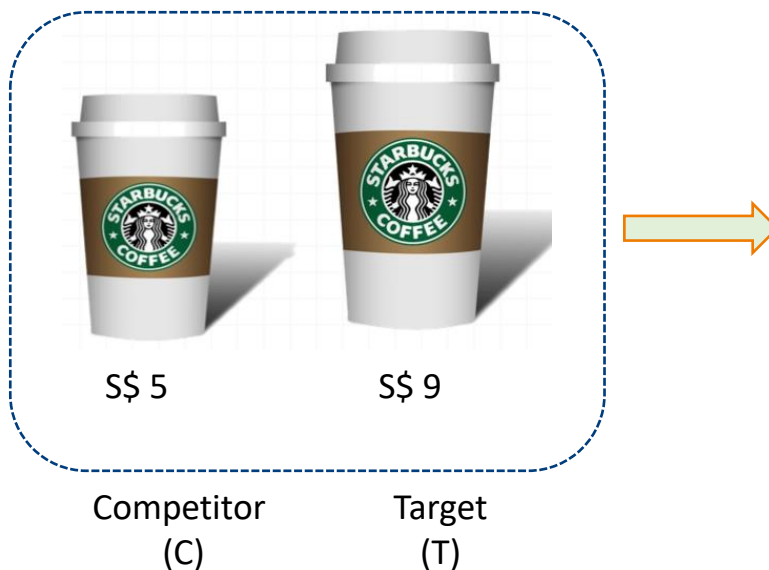 STARBUCKS
COFFEE
STARBUCKS
COFFEE
S$ 5
S$ 9
Competitor
(C)
Target
(T)